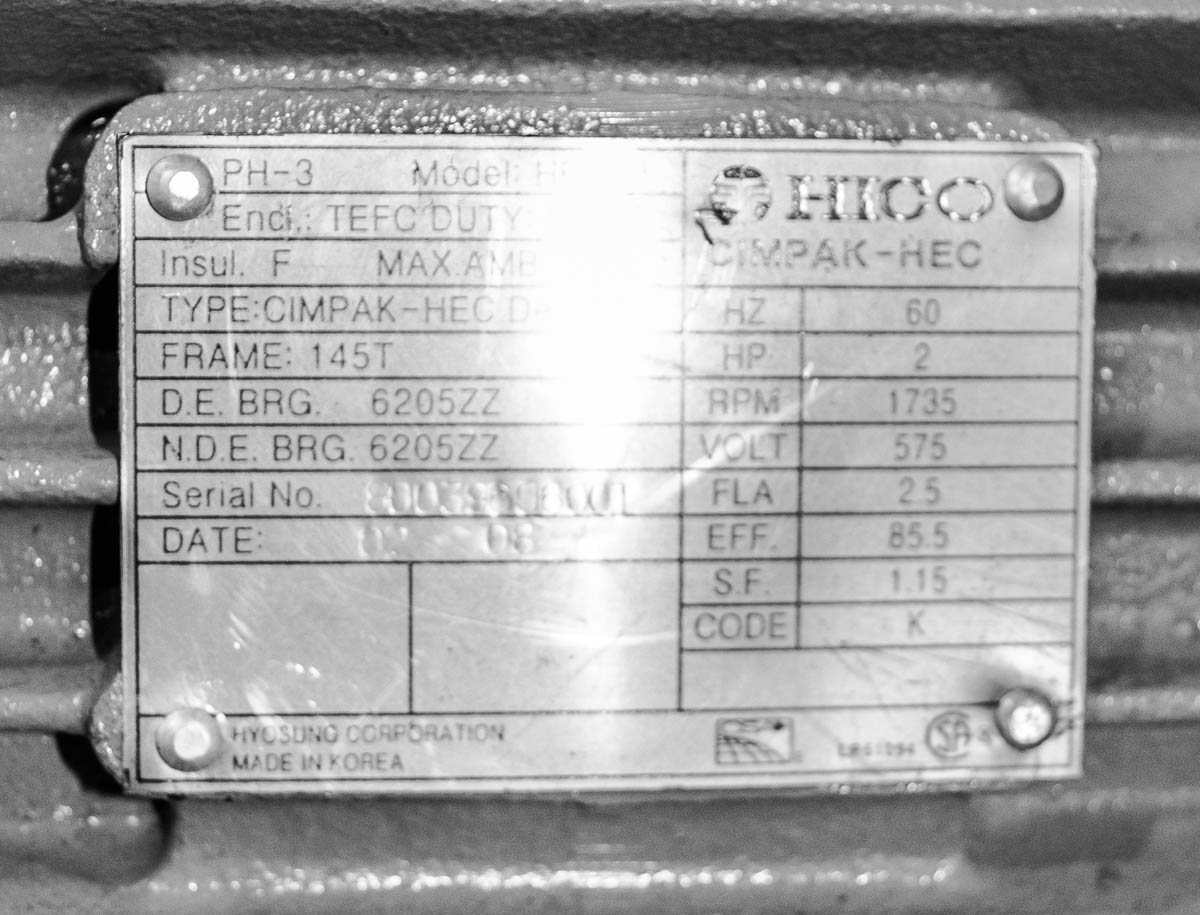 PH-3 Model:
Encl.: TEFC DUTY
Insul. F MAX.AMB
TYPE:CIMPAK-HEC
FRAME: 145T
D.E. BRG. 6205ZZ
N.D.E. BRG. 6205ZZ
Serial No.
DATE: 08
HYOSUNG CORPORATION
MADE IN KOREA
HICO
CIMPAK-HEC
HZ 60
HP 2
RPM 1735
VOLT 575
FLA 2.5
EFF. 85.5
S.F. 1.15
CODE K